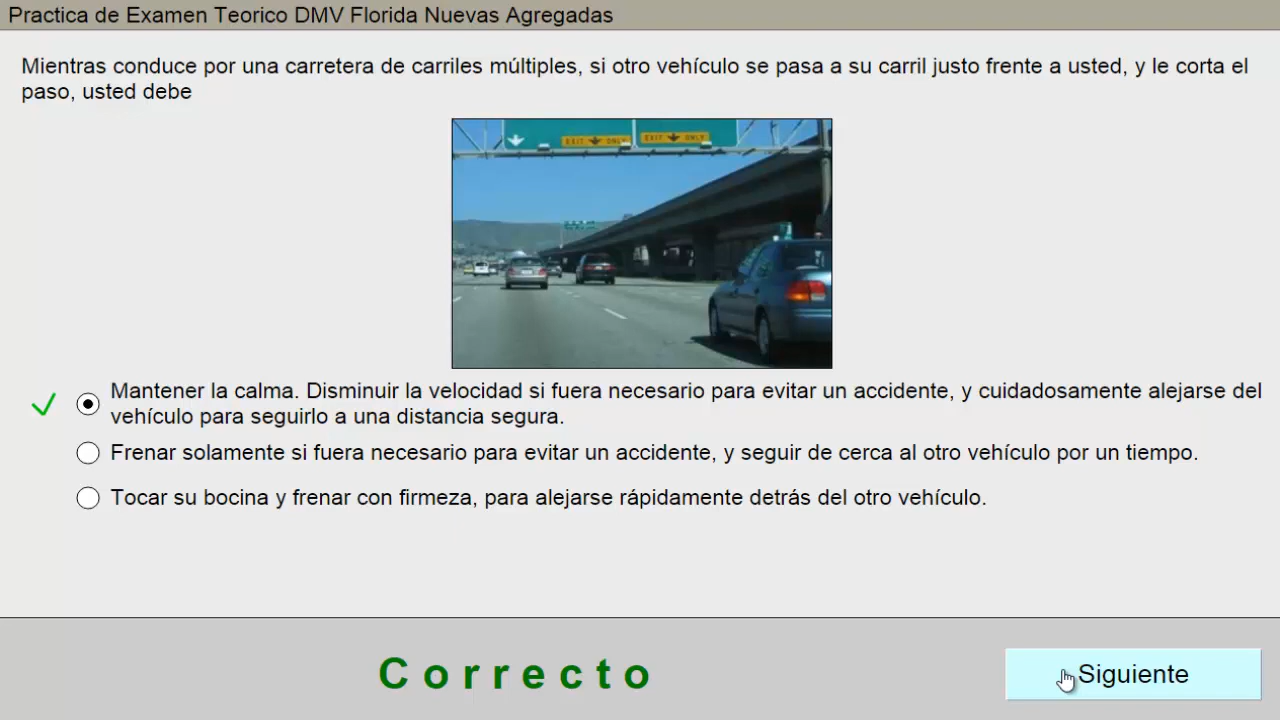 Practica de Examen Teorico DMV Florida Nuevas Agregadas
Mientras conduce por una carretera de carriles múltiples, si otro vehículo se pasa a su carril justo frente a usted, y le corta el
paso, usted debe
EXIT ONLY EXIT ONLY
Mantener la calma. Disminuir la velocidad si fuera necesario para evitar un accidente, y cuidadosamente alejarse del
vehículo para seguirlo a una distancia segura.
Frenar solamente si fuera necesario para evitar un accidente, y seguir de cerca al otro vehículo por un tiempo.
Tocar su bocina y frenar con firmeza, para alejarse rápidamente detrás del otro vehículo.
Correcto
Siguiente